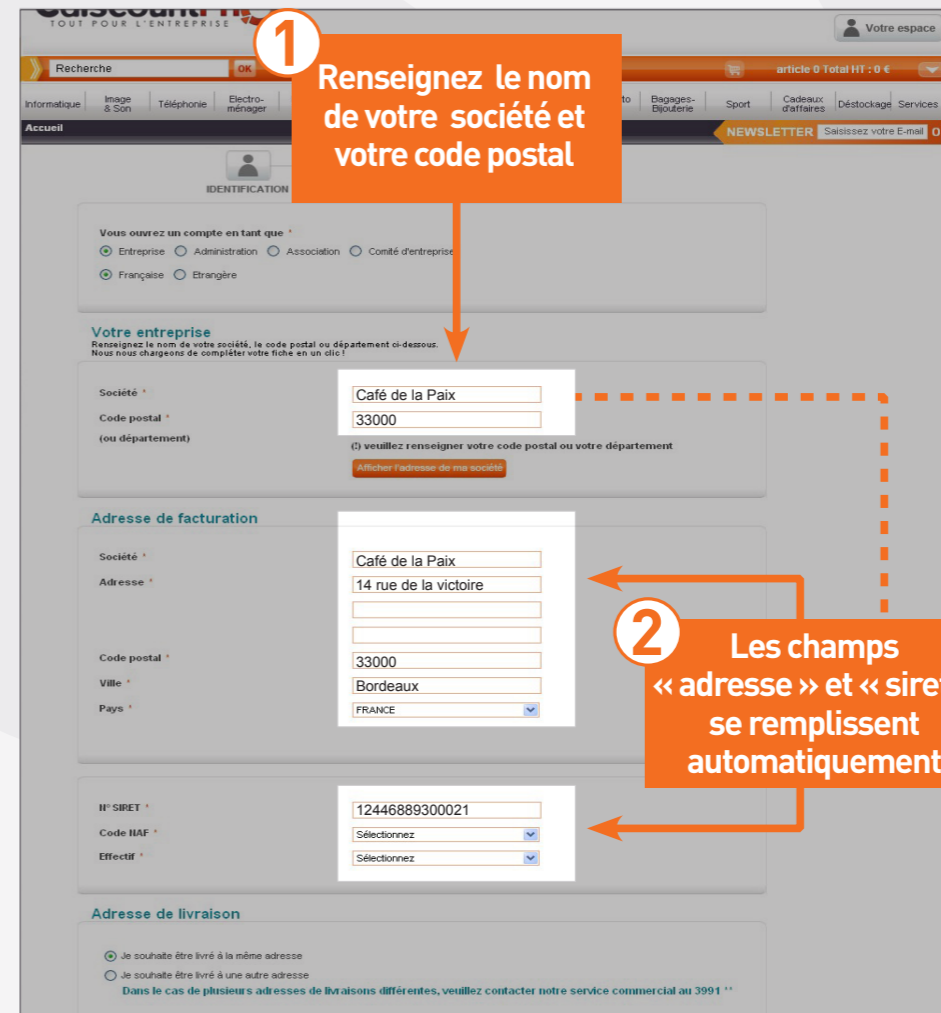 TOUT POUR L'ENTREPRISE
Votre espace
1
Renseignez le nom
de votre société et
votre code postal
Recherche
OK
article 0 Total HT : 0 €
Informatique
Image
& Son
Téléphonie
Electro-
ménager
Bagages-
Bijouterie
Sport
Cadeaux
d'affaires
Déstockage
Services
Accueil
NEWSLETTER
Saisissez votre E-mail
IDENTIFICATION
Vous ouvrez un compte en tant que *
Entreprise Administration Association Comité d'entreprise
Française Etrangère
Votre entreprise
Renseignez le nom de votre société, le code postal ou département ci-dessous.
Nous nous chargeons de compléter votre fiche en un clic !
Société * Café de la Paix
Code postal * 33000
(ou département)
(!) veuillez renseigner votre code postal ou votre département
Afficher l'adresse de ma société
Adresse de facturation
Société * Café de la Paix
Adresse * 14 rue de la victoire
Code postal * 33000
Ville * Bordeaux
Pays * FRANCE
2
Les champs
« adresse » et « siret
se remplissent
automatiquement
N° SIRET * 12446889300021
Code NAF * Sélectionnez
Effectif * Sélectionnez
Adresse de livraison
Je souhaite être livré à la même adresse
Je souhaite être livré à une autre adresse
Dans le cas de plusieurs adresses de livraisons différentes, veuillez contacter notre service commercial au 3991 **